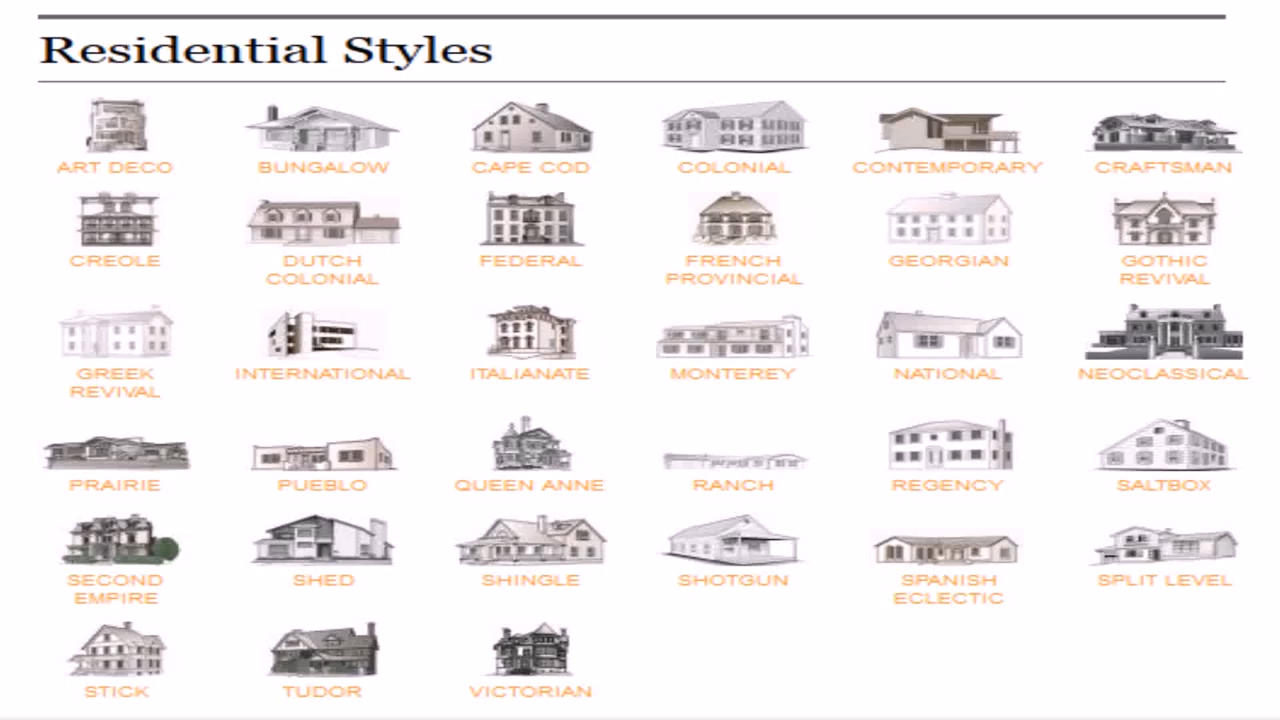 Residential Styles
ART DECO
BUNGALOW
CAPE COD
COLONIAL
CONTEMPORARY
CRAFTSMAN
CREOLE
DUTCH
COLONIAL
FEDERAL
FRENCH
PROVINCIAL
GEORGIAN
GOTHIC
REVIVAL
GREEK
REVIVAL
INTERNATIONAL
ITALIANATE
MONTEREY
NATIONAL
NEOCLASSICAL
PRAIRIE
PUEBLO
QUEEN ANNE
RANCH
REGENCY
SALTBOX
SECOND
EMPIRE
SHED
SHINGLE
SHOTGUN
SPANISH
ECLECTIC
SPLIT LEVEL
STICK
TUDOR
VICTORIAN